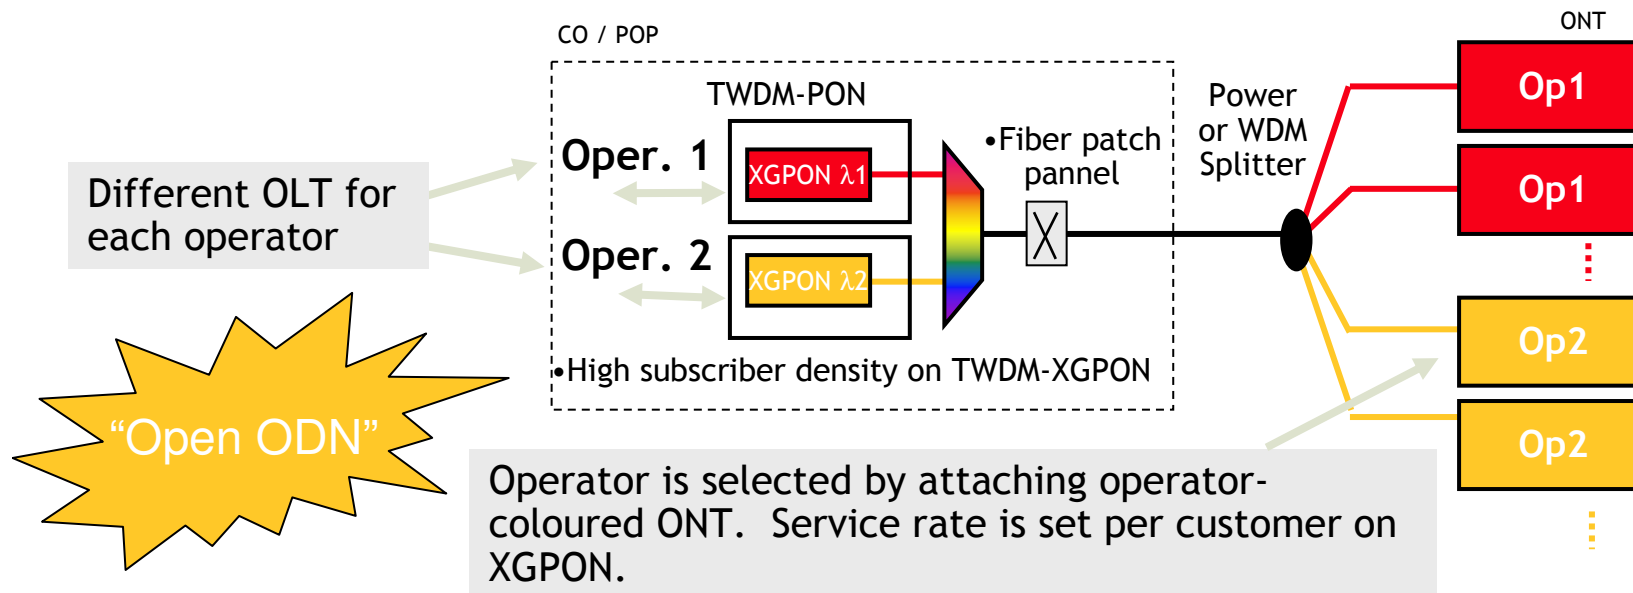 CO / POP
ONT
TWDM-PON
Oper. 1
XGPON λ1
Oper. 2
XGPON λ2
•Fiber patch
pannel
Power
or WDM
Splitter
Op1
Op1
Op2
Op2
Different OLT for
each operator
•High subscriber density on TWDM-XGPON
“Open ODN”
Operator is selected by attaching operator-
coloured ONT. Service rate is set per customer on
XGPON.